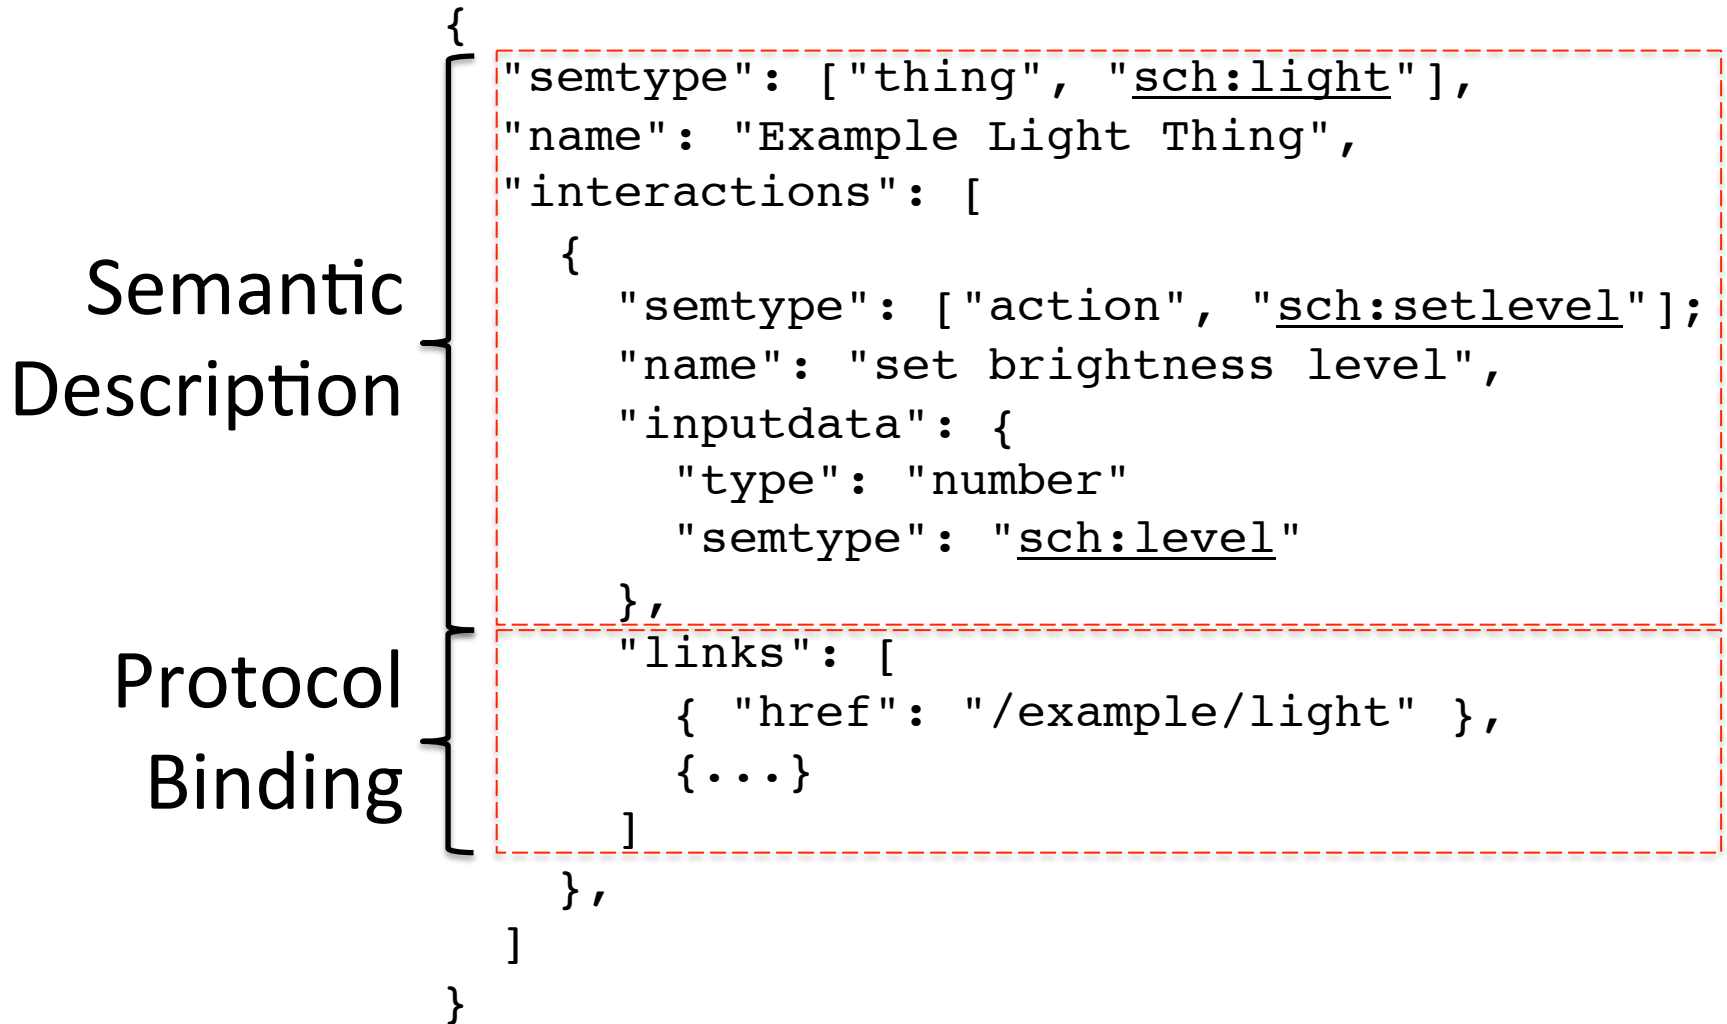 {
"semtype": ["thing", "sch:light"],
"name": "Example Light Thing",
"interactions": [
{
"semtype": ["action", "sch:setlevel"];
"name": "set brightness level",
"inputdata": {
"type": "number"
"semtype": "sch:level"
},
"links": [
{ "href": "/example/light" },
{...}
]
},
]
}
Semantic
Description
Protocol
Binding